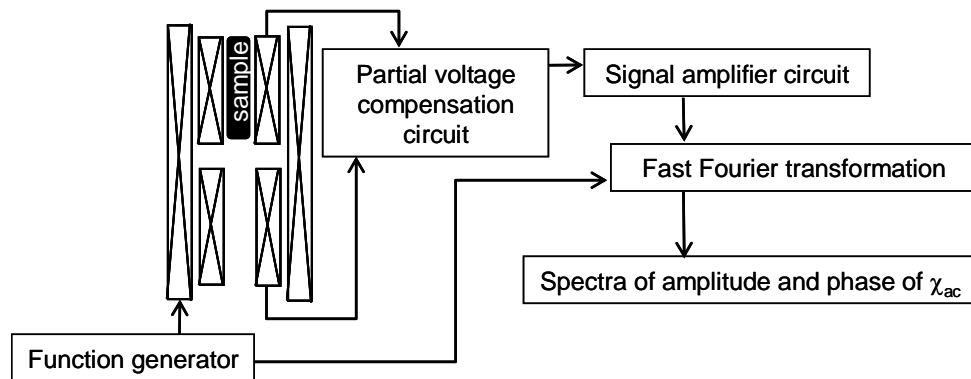 sample
Partial voltage
compensation
circuit
Signal amplifier circuit
Fast Fourier transformation
Spectra of amplitude and phase of χac
Function generator